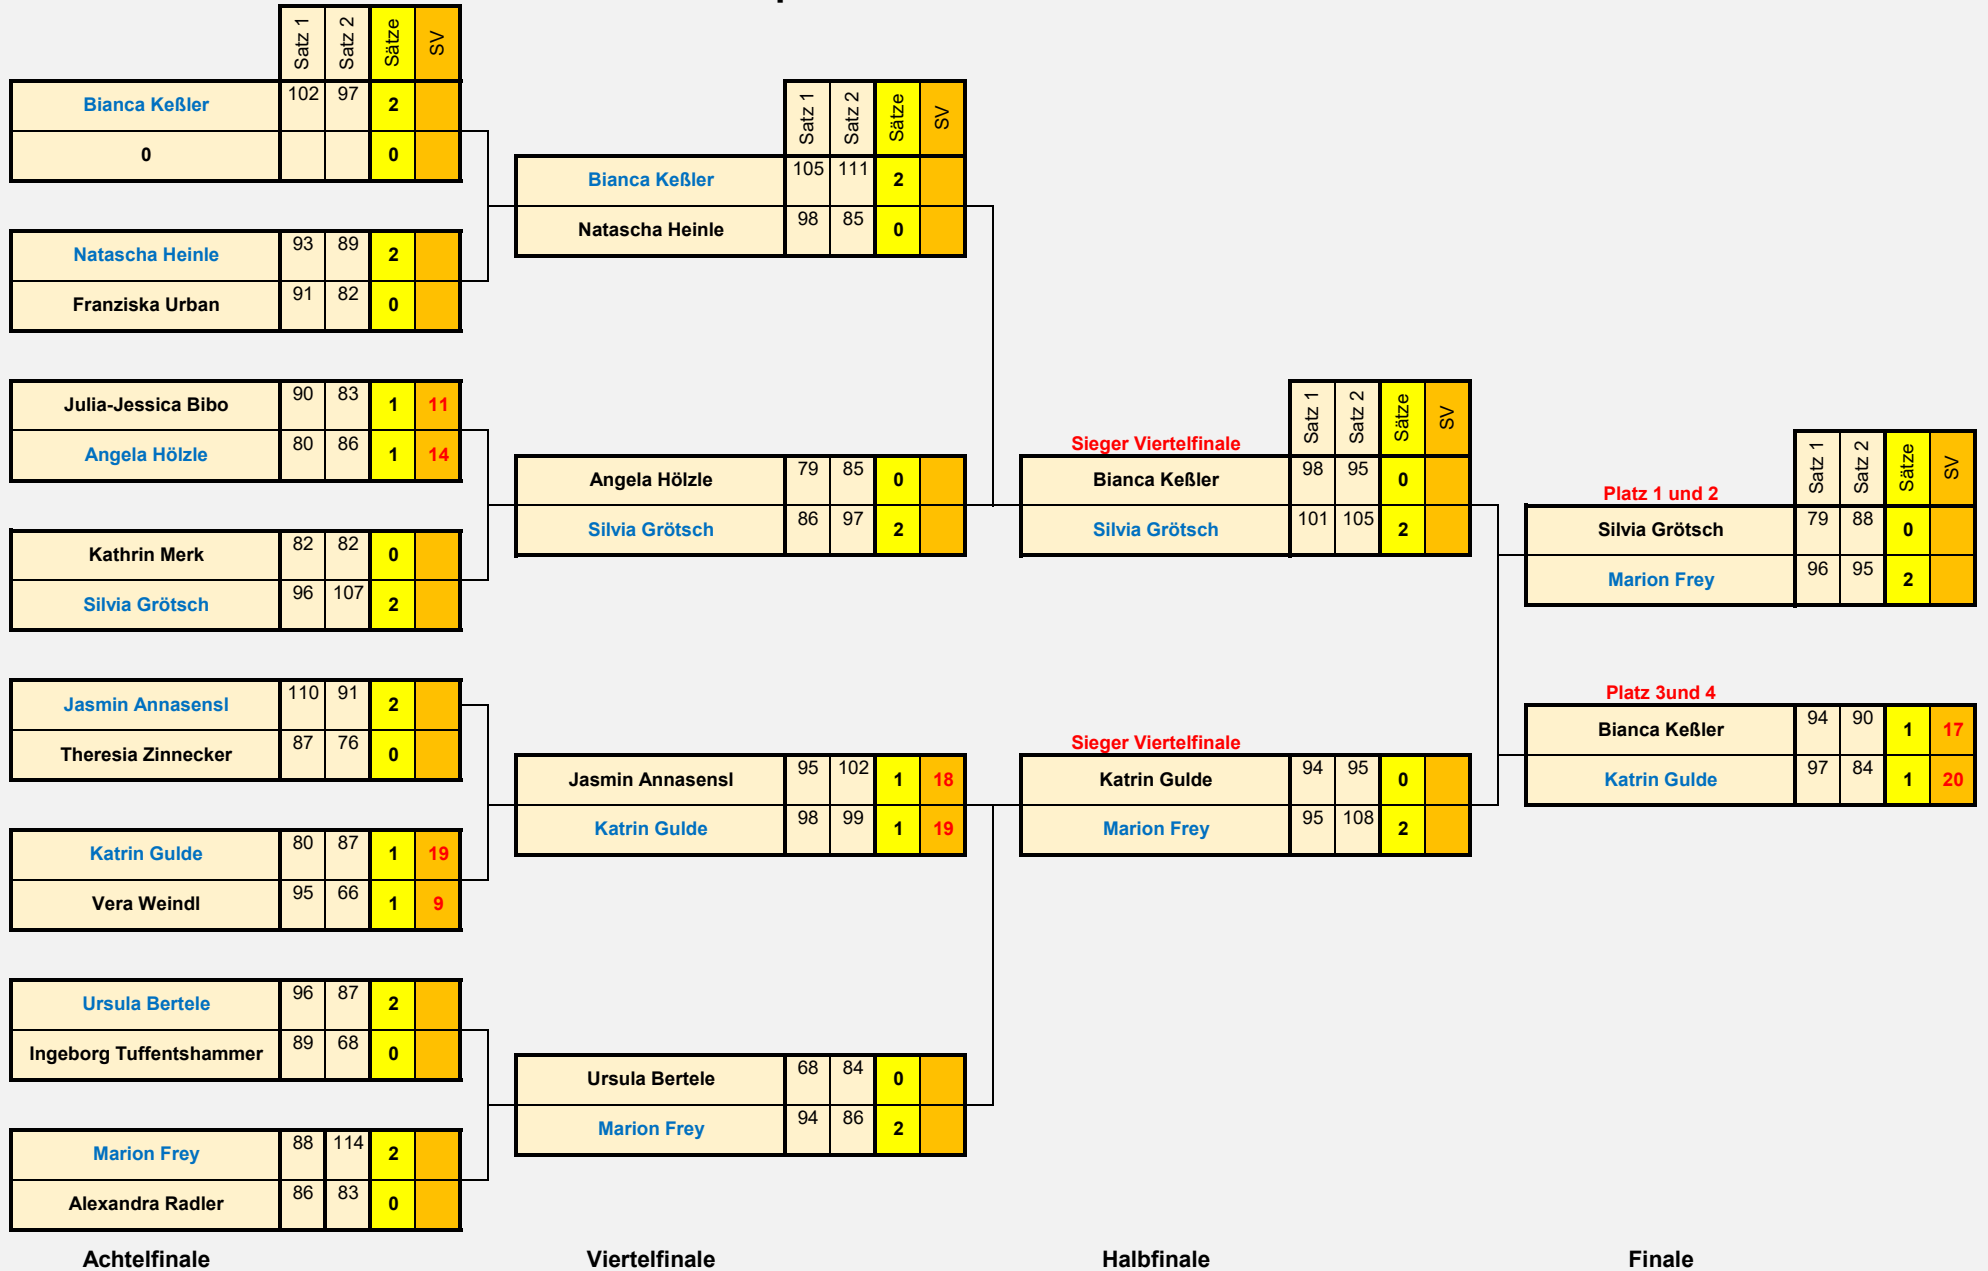 Satz 1 Satz 2 Sätze SV
Bianca Keßler 102 97 2
0 0
Natascha Heinle 93 89 2
Franziska Urban 91 82 0
Julia-Jessica Bibo 90 83 1 11
Angela Hölzle 80 86 1 14
Kathrin Merk 82 82 0
Silvia Grötsch 96 107 2
Jasmin Annasensl 110 91 2
Theresia Zinnecker 87 76 0
Katrin Gulde 80 87 1 19
Vera Weindl 95 66 1 9
Ursula Bertele 96 87 2
Ingeborg Tuffentshammer 89 68 0
Marion Frey 88 114 2
Alexandra Radler 86 83 0
Achtelfinale
Satz 1 Satz 2 Sätze SV
Bianca Keßler 105 111 2
Natascha Heinle 98 85 0
Angela Hölzle 79 85 0
Silvia Grötsch 86 97 2
Jasmin Annasensl 95 102 1 18
Katrin Gulde 98 99 1 19
Ursula Bertele 68 84 0
Marion Frey 94 86 2
Viertelfinale
Satz 1 Satz 2 Sätze SV
Sieger Viertelfinale
Bianca Keßler 98 95 0
Silvia Grötsch 101 105 2
Sieger Viertelfinale
Katrin Gulde 94 95 0
Marion Frey 95 108 2
Halbfinale
Satz 1 Satz 2 Sätze SV
Platz 1 und 2
Silvia Grötsch 79 88 0
Marion Frey 96 95 2
Platz 3und 4
Bianca Keßler 94 90 1 17
Katrin Gulde 97 84 1 20
Finale